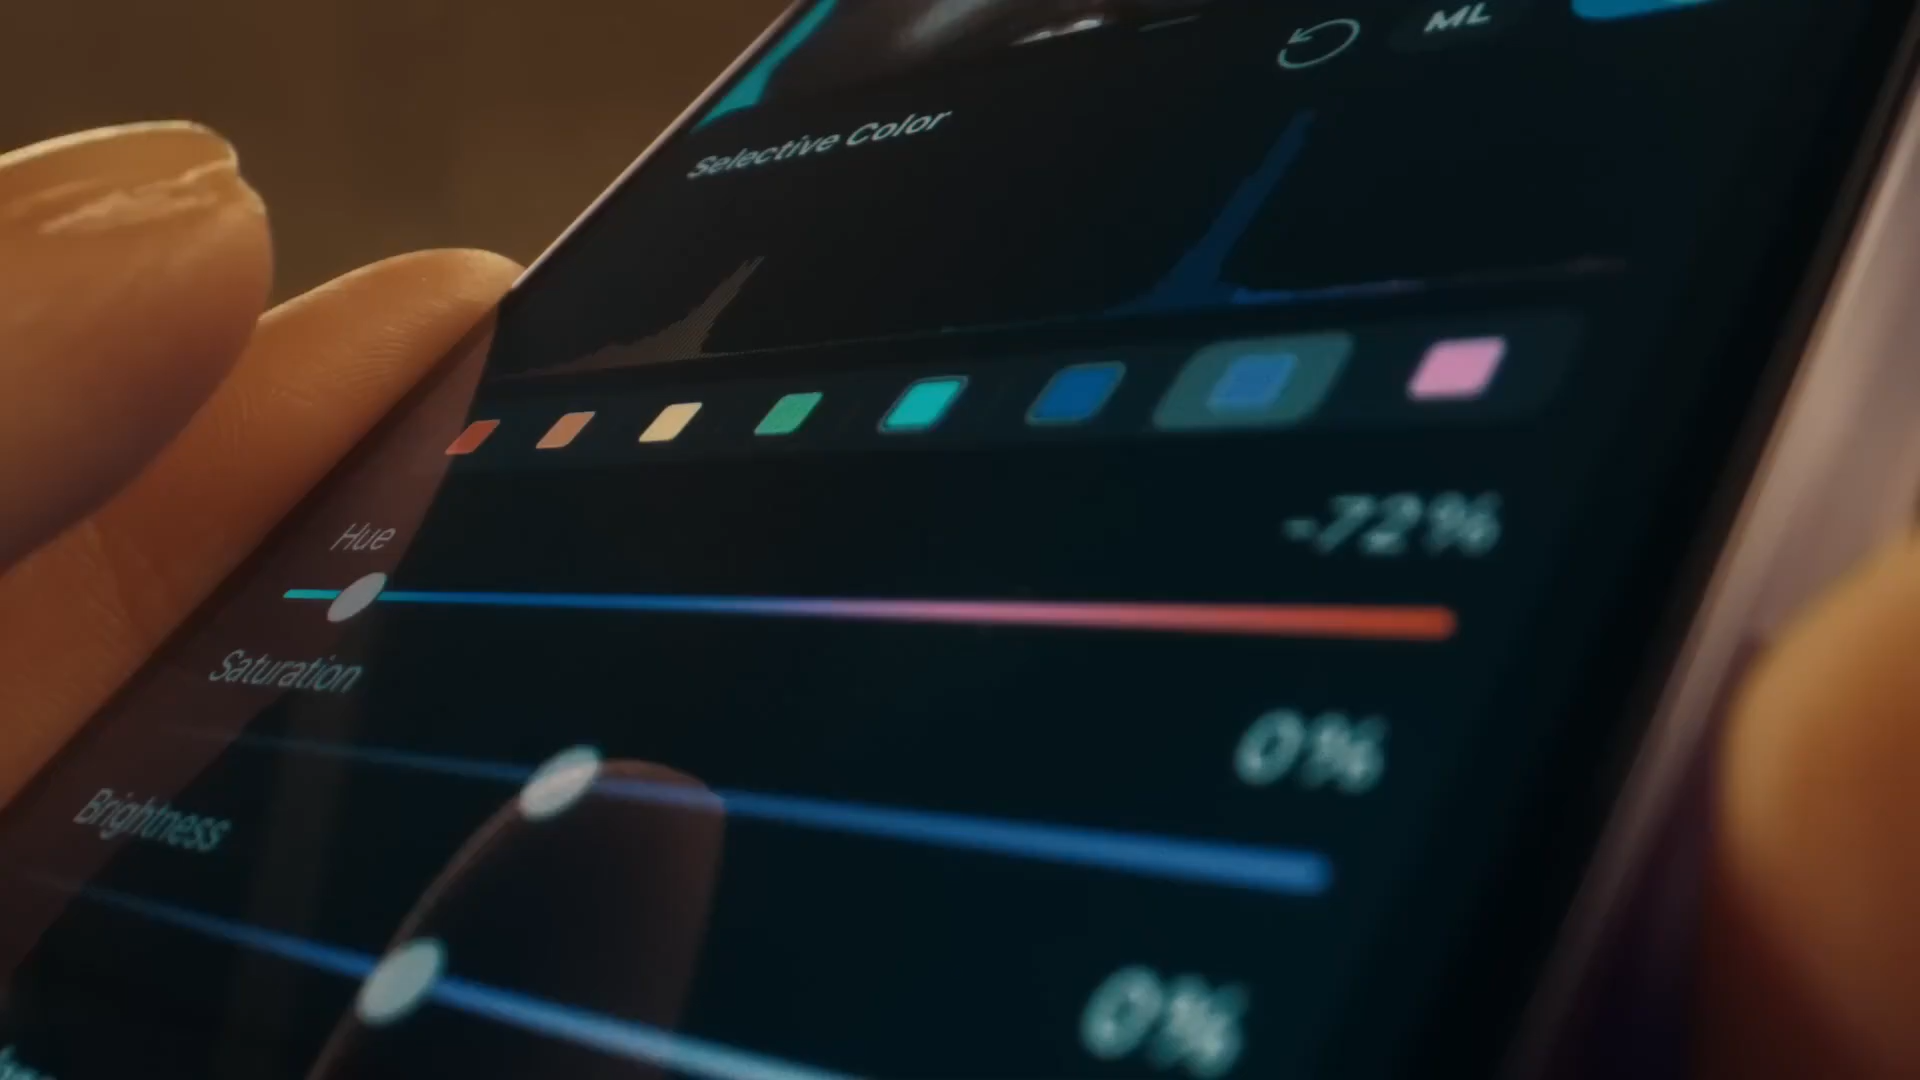 ML
Selective Color
Hue
-72%
Saturation
0%
Brightness
0%